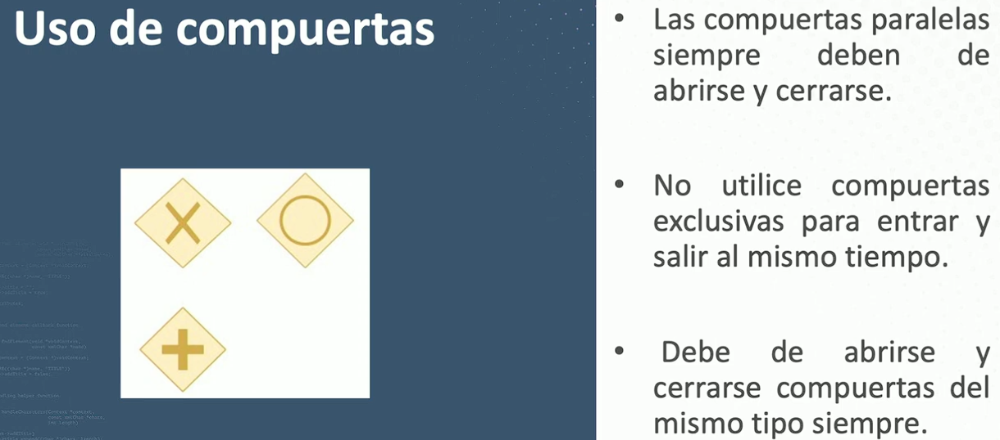 Uso de compuertas
• Las compuertas paralelas
siempre deben de
abrirse y cerrarse.
• No utilice compuertas
exclusivas para entrar y
salir al mismo tiempo.
• Debe de abrirse y
cerrarse compuertas del
mismo tipo siempre.